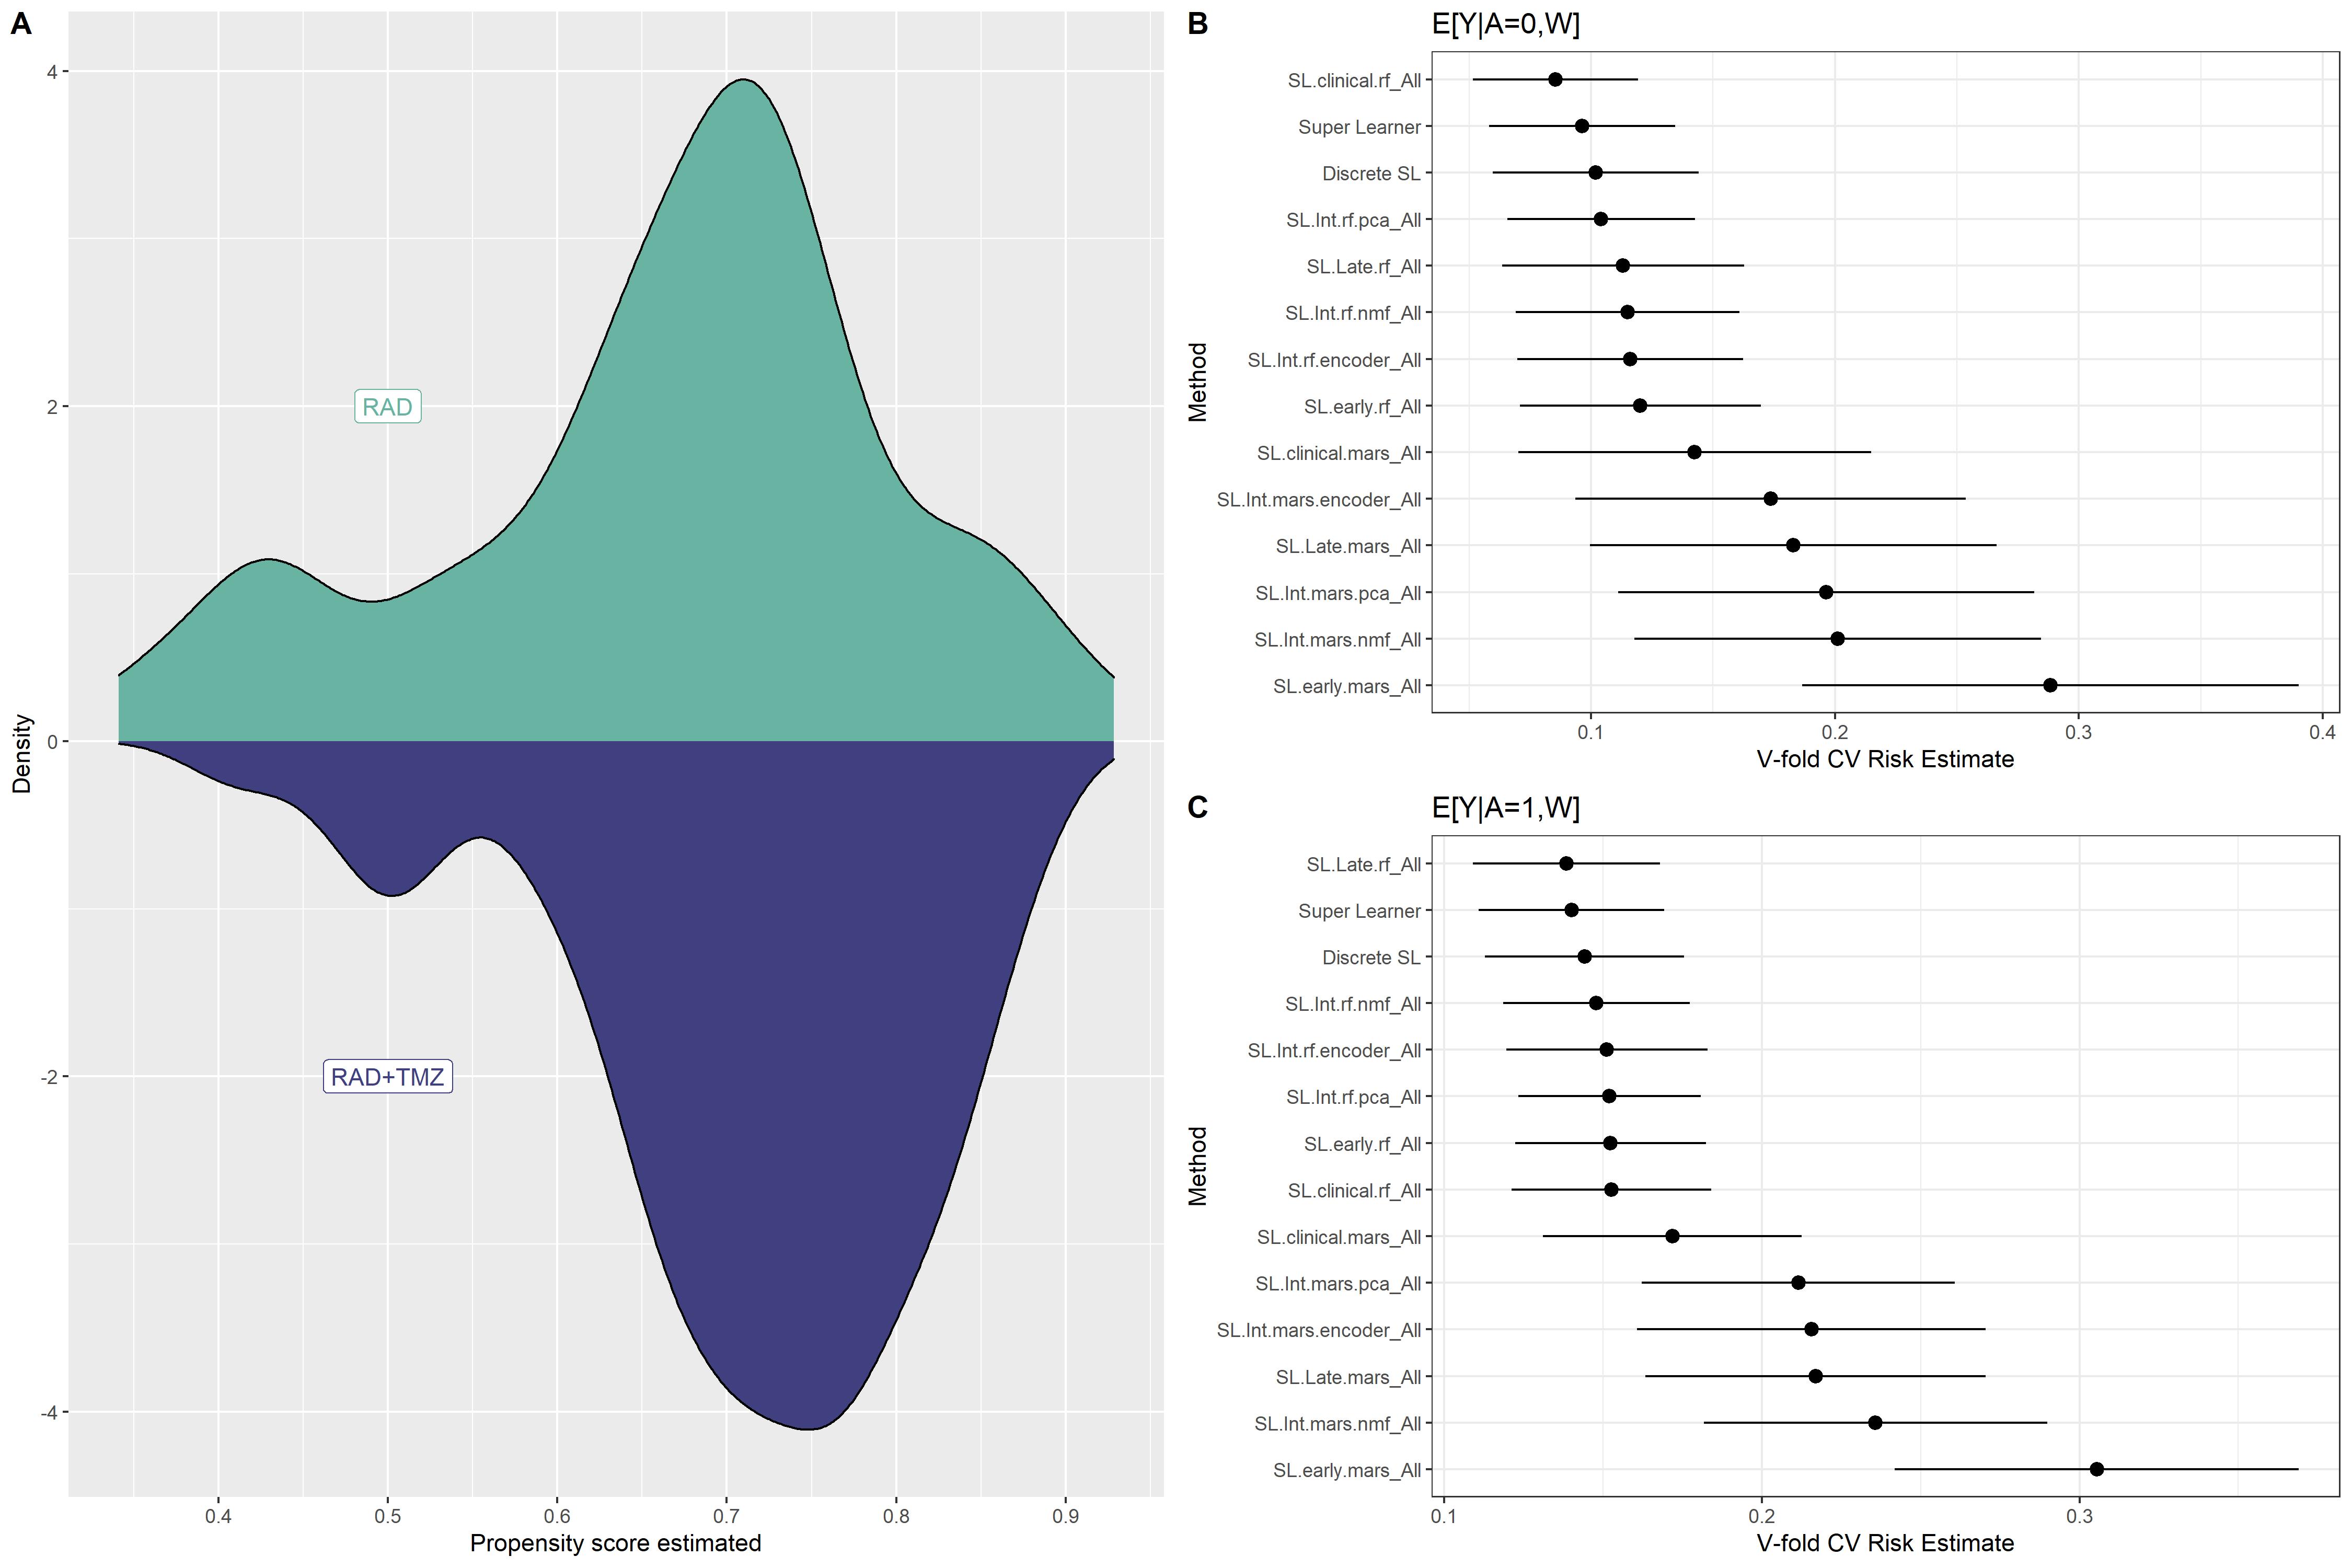 A
4
2
0
-2
-4
Density
RAD
RAD+TMZ
0.4
0.5
0.6
0.7
0.8
0.9
Propensity score estimated
B
E[Y|A=0,W]
SL.clinical.rf_All
Super Learner
Discrete SL
SL.Int.rf.pca_All
SL.Late.rf_All
SL.Int.rf.nmf_All
SL.Int.rf.encoder_All
SL.early.rf_All
SL.clinical.mars_All
SL.Int.mars.encoder_All
SL.Late.mars_All
SL.Int.mars.pca_All
SL.Int.mars.nmf_All
SL.early.mars_All
Method
0.1
0.2
0.3
0.4
V-fold CV Risk Estimate
C
E[Y|A=1,W]
SL.Late.rf_All
Super Learner
Discrete SL
SL.Int.rf.nmf_All
SL.Int.rf.encoder_All
SL.Int.rf.pca_All
SL.early.rf_All
SL.clinical.rf_All
SL.clinical.mars_All
SL.Int.mars.pca_All
SL.Int.mars.encoder_All
SL.Late.mars_All
SL.Int.mars.nmf_All
SL.early.mars_All
Method
0.1
0.2
0.3
V-fold CV Risk Estimate